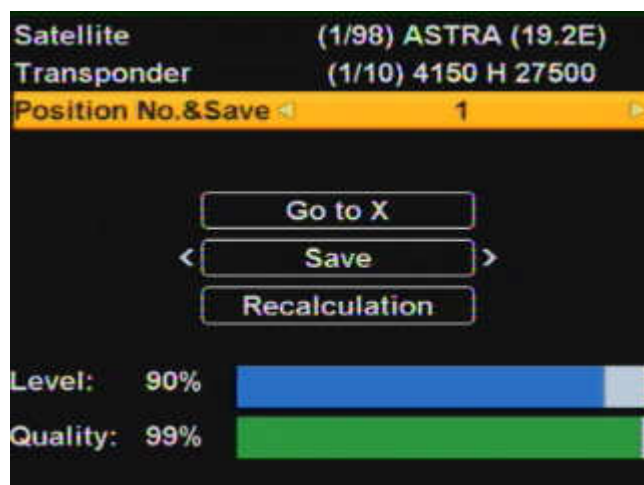 Satellite (1/98) ASTRA (19.2E)
Transponder (1/10) 4150 H 27500
Position No.&Save 1
Go to X
< Save >
Recalculation
Level: 90%
Quality: 99%